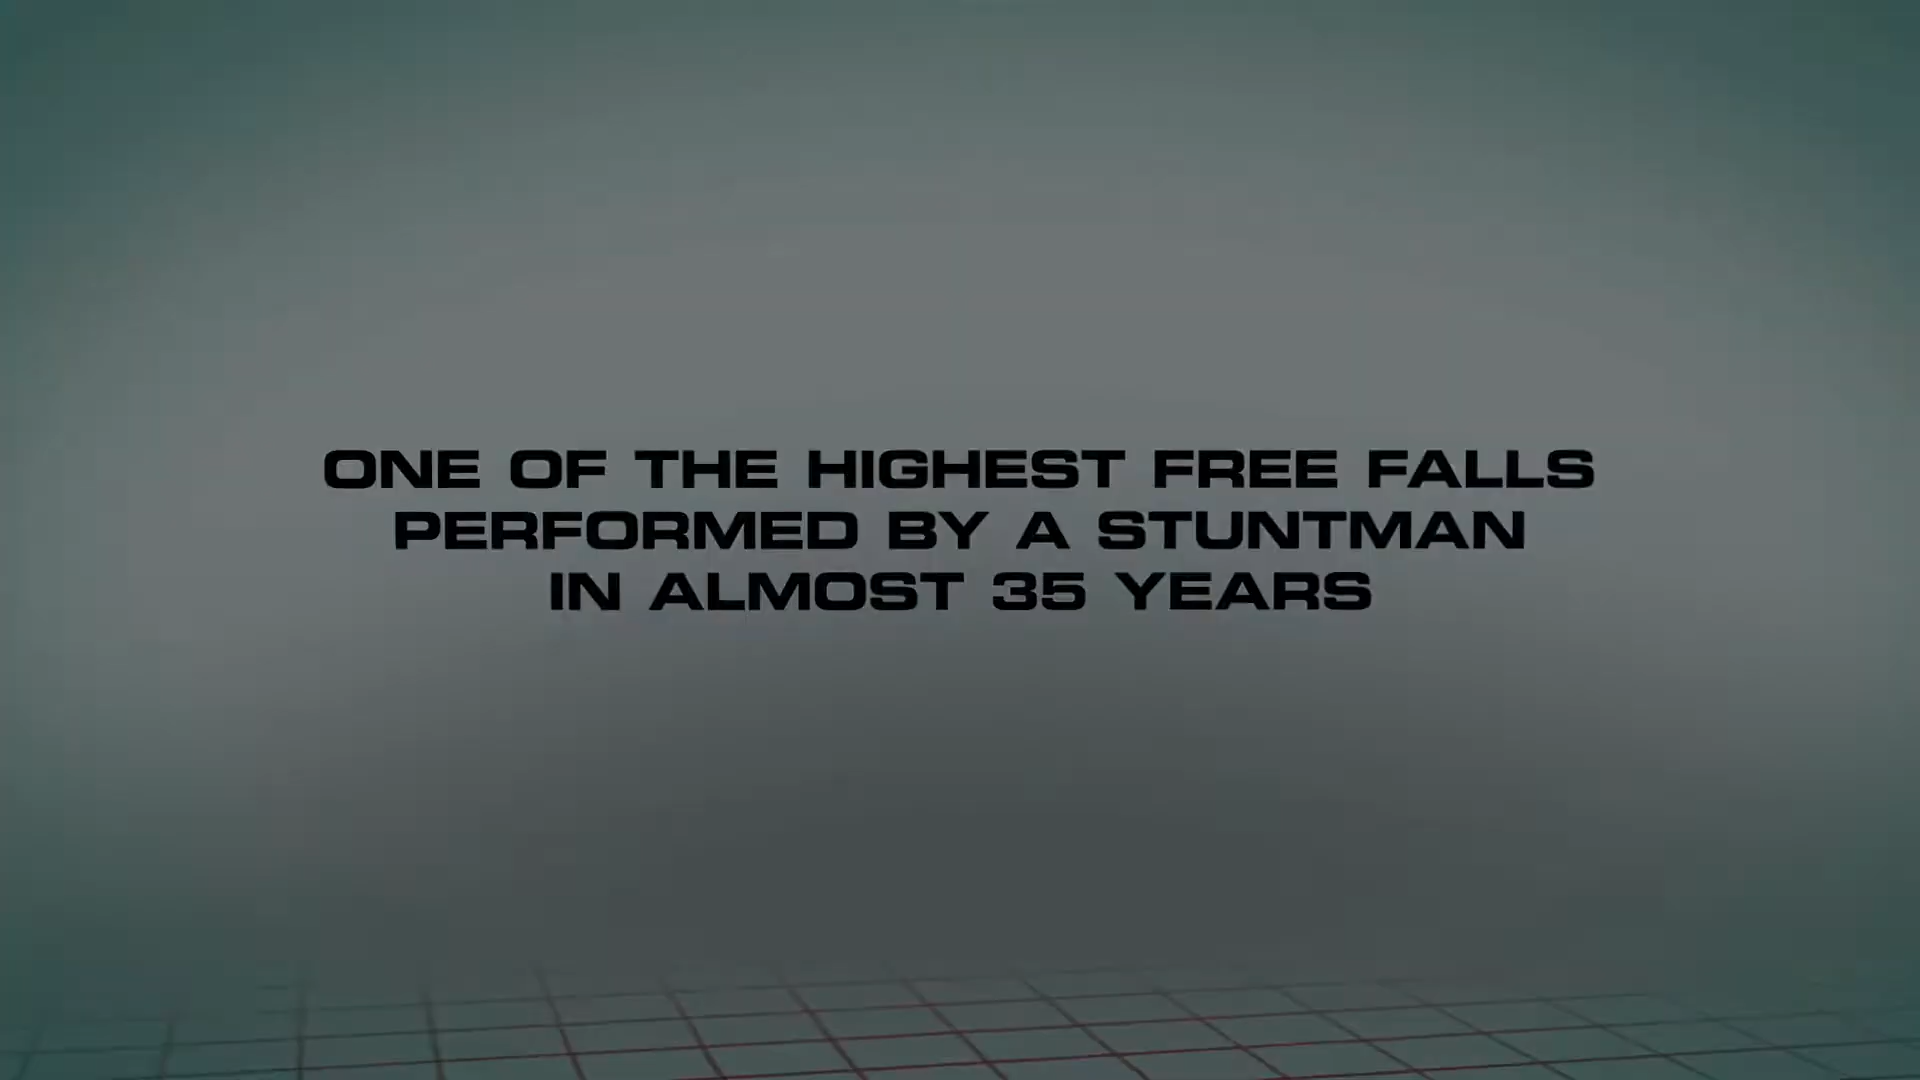 ONE OF THE HIGHEST FREE FALLS
PERFORMED BY A STUNTMAN
IN ALMOST 35 YEARS